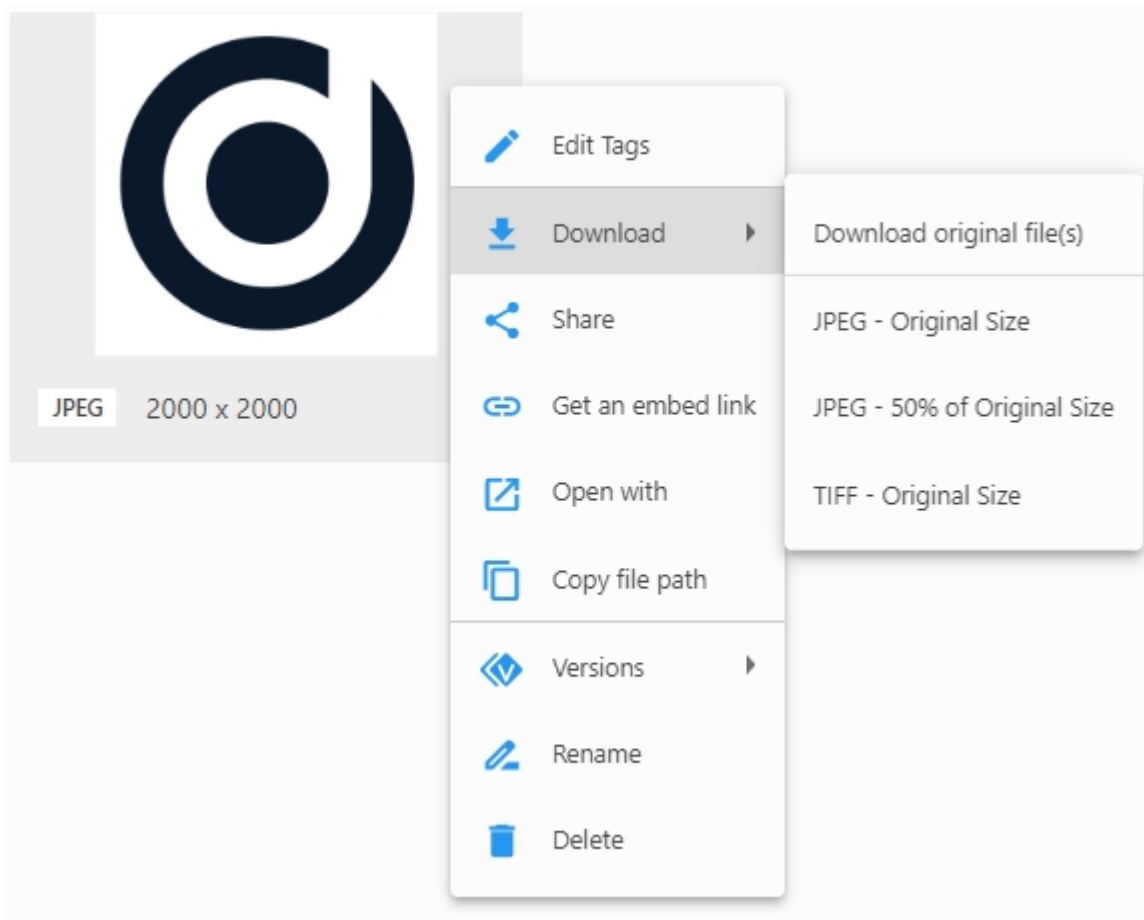 JPEG 2000 x 2000
Edit Tags
Download
Share
Get an embed link
Open with
Copy file path
Versions
Rename
Delete
Download original file(s)
JPEG - Original Size
JPEG - 50% of Original Size
TIFF - Original Size